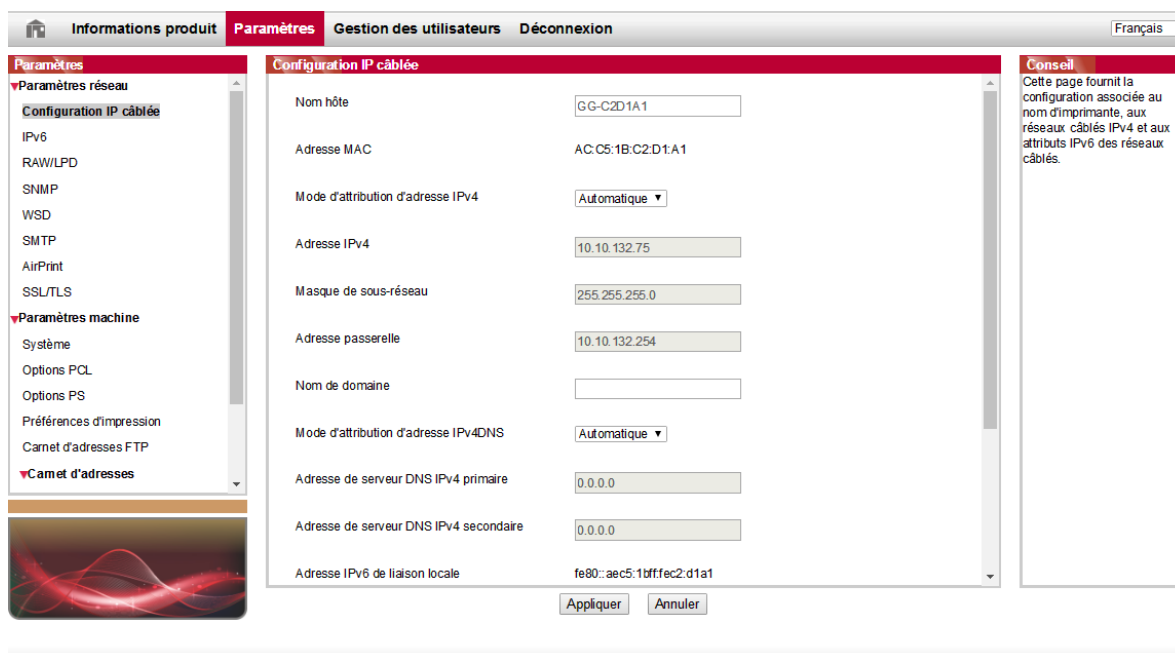 Informations produit Paramètres Gestion des utilisateurs Déconnexion Français
Paramètres
▾Paramètres réseau
Configuration IP câblée
IPv6
RAW/LPD
SNMP
WSD
SMTP
AirPrint
SSL/TLS
▾Paramètres machine
Système
Options PCL
Options PS
Préférences d'impression
Carnet d'adresses FTP
▾Carnet d'adresses
Configuration IP câblée
Nom hôte GG-C2D1A1
Adresse MAC AC:C5:1B:C2:D1:A1
Mode d'attribution d'adresse IPv4 Automatique ▾
Adresse IPv4 10.10.132.75
Masque de sous-réseau 255.255.255.0
Adresse passerelle 10.10.132.254
Nom de domaine
Mode d'attribution d'adresse IPv4DNS Automatique ▾
Adresse de serveur DNS IPv4 primaire 0.0.0.0
Adresse de serveur DNS IPv4 secondaire 0.0.0.0
Adresse IPv6 de liaison locale fe80::aec5:1bff:fec2:d1a1
Appliquer Annuler
Conseil
Cette page fournit la
configuration associée au
nom d'imprimante, aux
réseaux câblés IPv4 et aux
attributs IPv6 des réseaux
câblés.